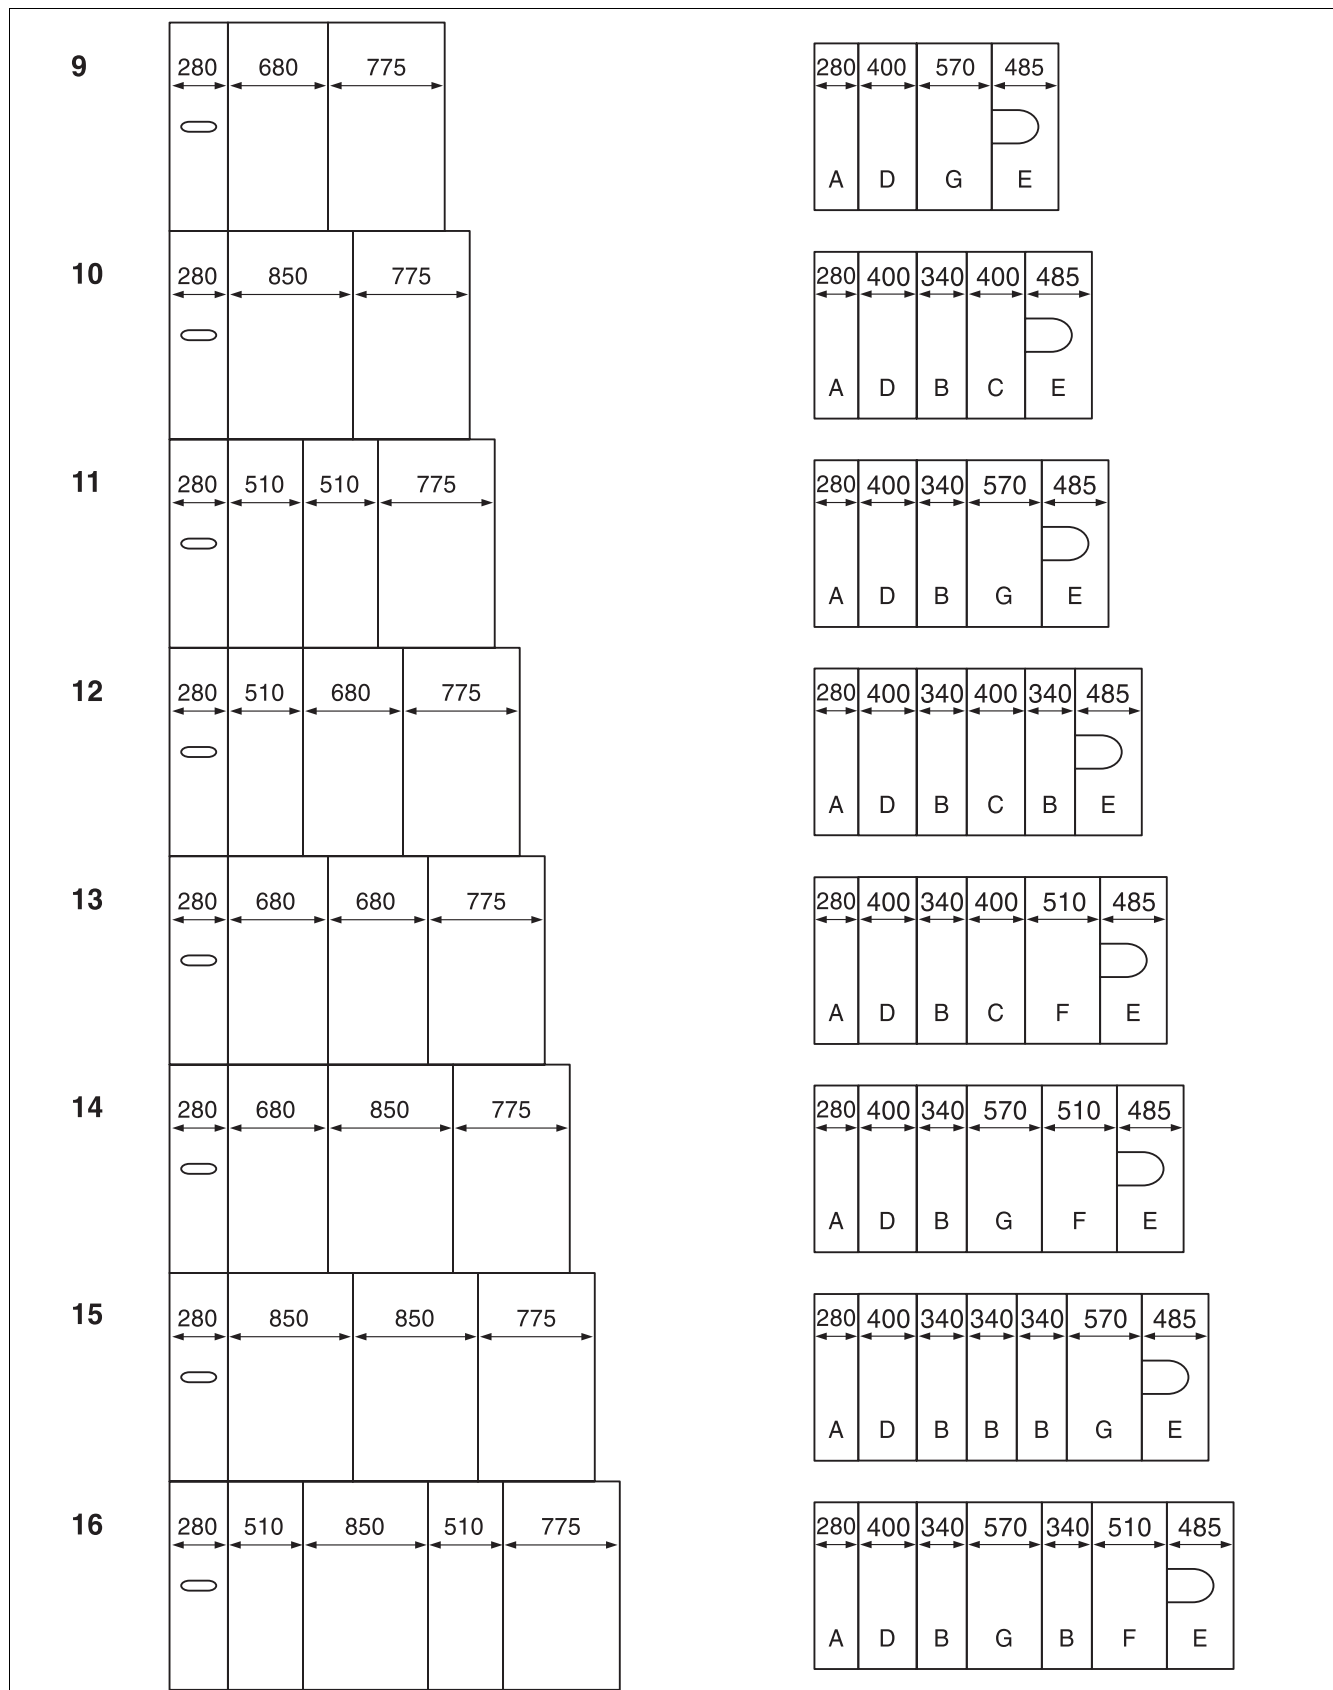 9 280 680 775 280 400 570 485
A D G E
10 280 850 775 280 400 340 400 485
A D B C E
11 280 510 510 775 280 400 340 570 485
A D B G E
12 280 510 680 775 280 400 340 400 340 485
A D B C B E
13 280 680 680 775 280 400 340 400 510 485
A D B C F E
14 280 680 850 775 280 400 340 570 510 485
A D B G F E
15 280 850 850 775 280 400 340 340 340 570 485
A D B B B G E
16 280 510 850 510 775 280 400 340 570 340 510 485
A D B G B F E